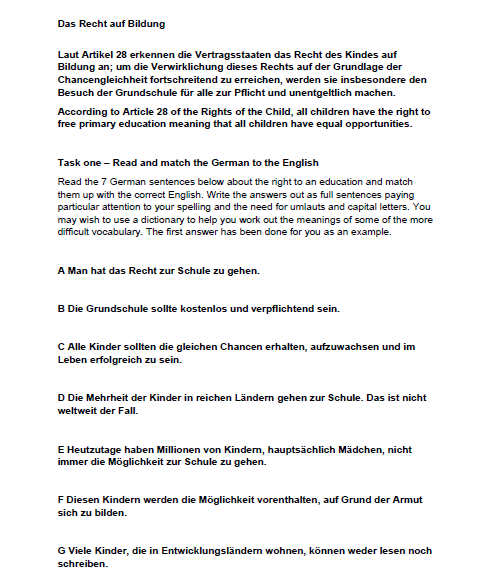 Das Recht auf Bildung
Laut Artikel 28 erkennen die Vertragsstaaten das Recht des Kindes auf
Bildung an; um die Verwirklichung dieses Rechts auf der Grundlage der
Chancengleichheit fortschreitend zu erreichen, werden sie insbesondere den
Besuch der Grundschule für alle zur Pflicht und unentgeltlich machen.
According to Article 28 of the Rights of the Child, all children have the right to
free primary education meaning that all children have equal opportunities.
Task one – Read and match the German to the English
Read the 7 German sentences below about the right to an education and match
them up with the correct English. Write the answers out as full sentences paying
particular attention to your spelling and the need for umlauts and capital letters. You
may wish to use a dictionary to help you work out the meanings of some of the more
difficult vocabulary. The first answer has been done for you as an example.
A Man hat das Recht zur Schule zu gehen.
B Die Grundschule sollte kostenlos und verpflichtend sein.
C Alle Kinder sollten die gleichen Chancen erhalten, aufzuwachsen und im
Leben erfolgreich zu sein.
D Die Mehrheit der Kinder in reichen Ländern gehen zur Schule. Das ist nicht
weltweit der Fall.
E Heutzutage haben Millionen von Kindern, hauptsächlich Mädchen, nicht
immer die Möglichkeit zur Schule zu gehen.
F Diesen Kindern werden die Möglichkeit vorenthalten, auf Grund der Armut
sich zu bilden.
G Viele Kinder, die in Entwicklungsländern wohnen, können weder lesen noch
schreiben.